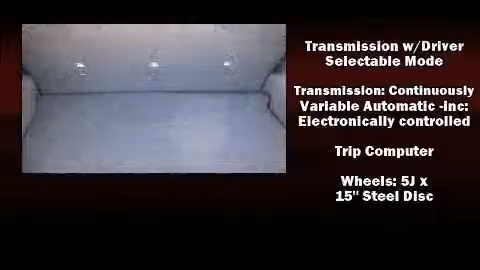 Transmission w/Driver
Selectable Mode
Transmission: Continuously
Variable Automatic -inc:
Electronically controlled
Trip Computer
Wheels: 5J x
15" Steel Disc